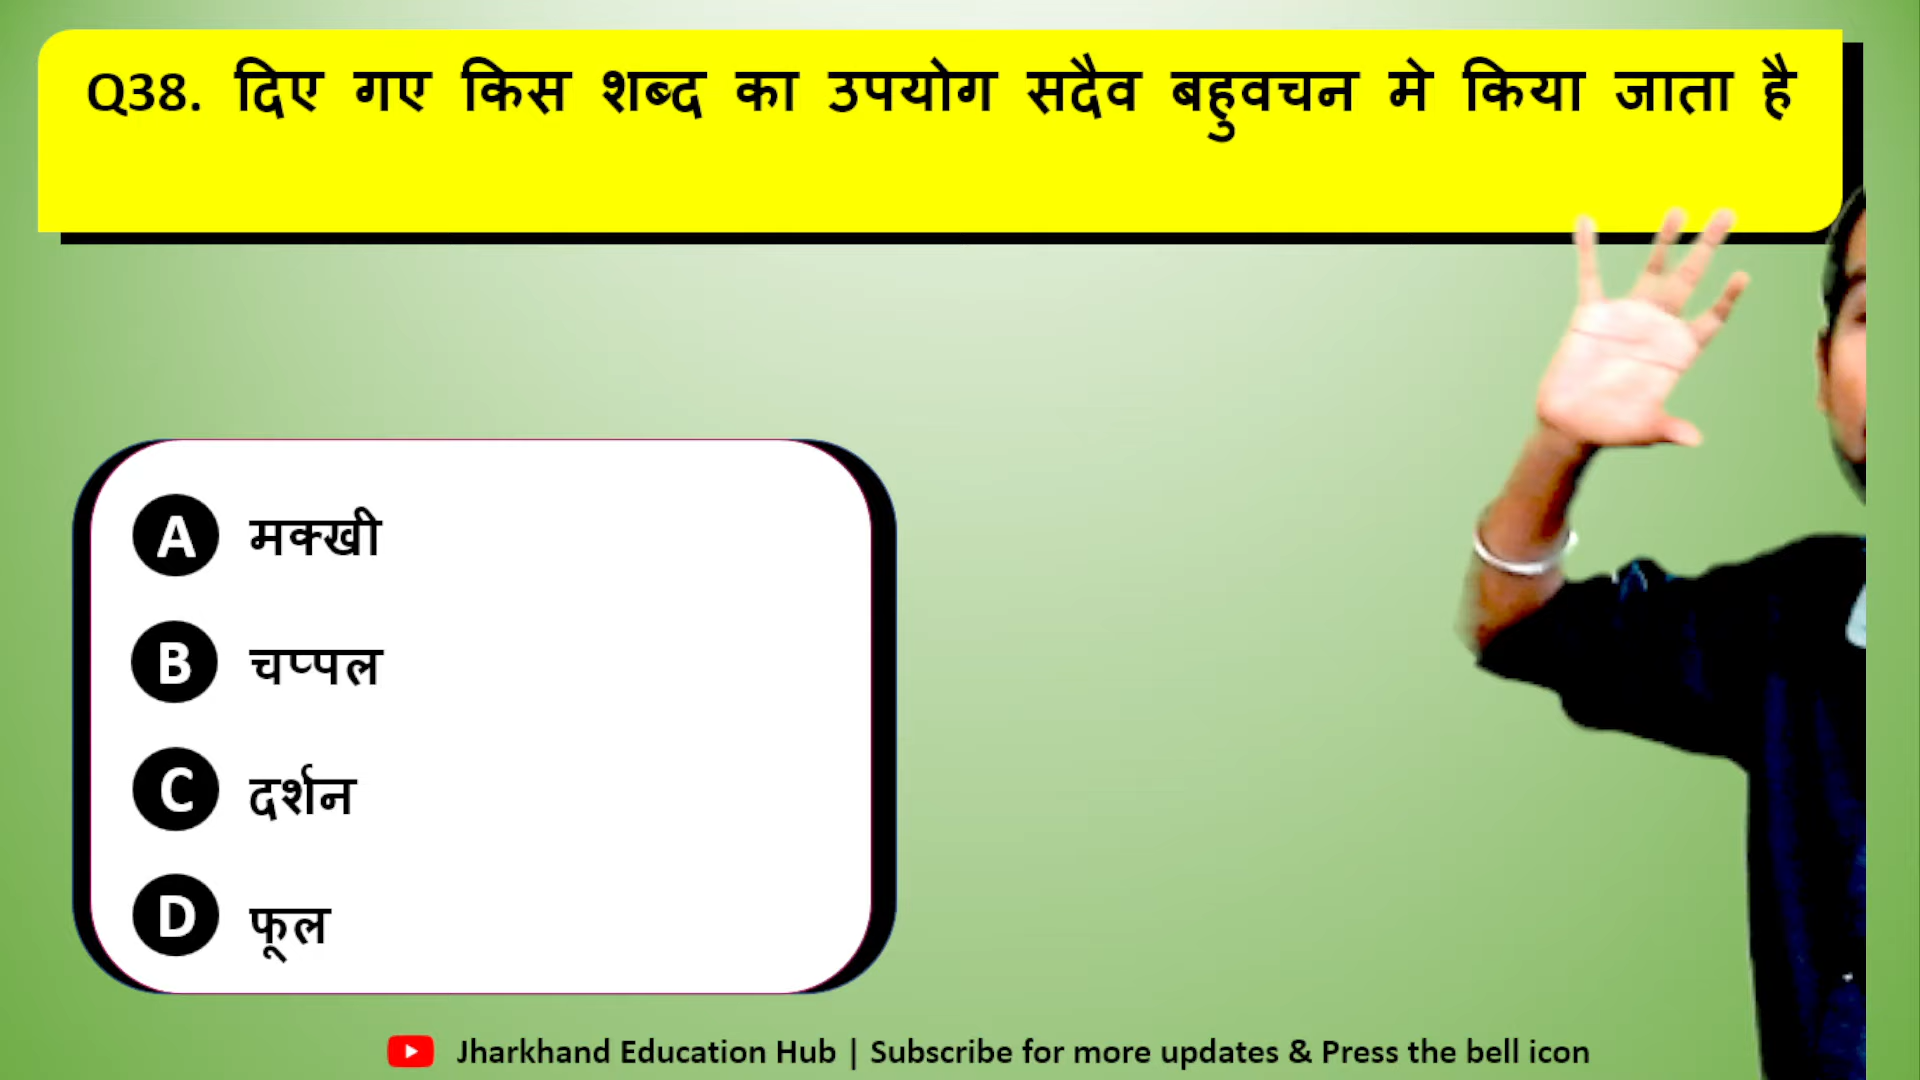 Q38. दिए गए किस शब्द का उपयोग सदैव बहुवचन मे किया जाता है
A मक्खी
B चप्पल
C दर्शन
D फूल
Jharkhand Education Hub | Subscribe for more updates & Press the bell icon